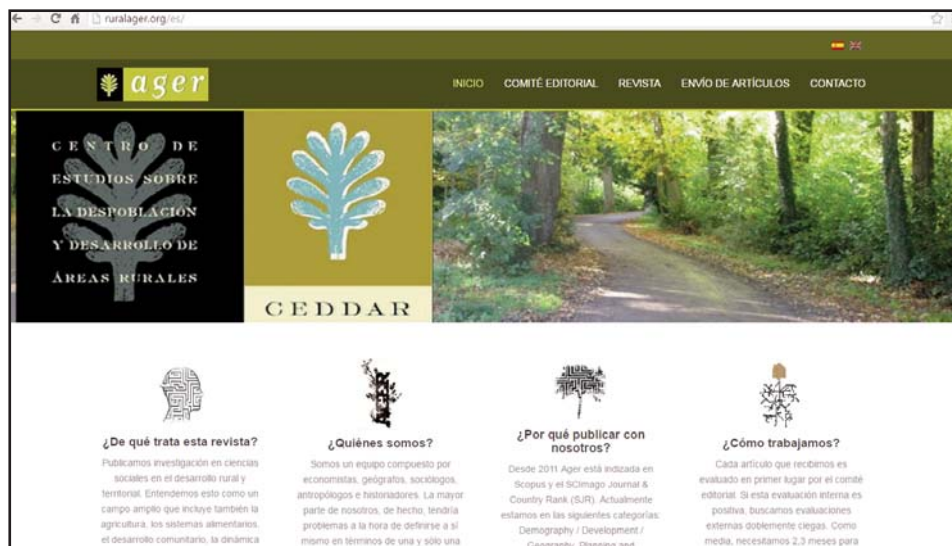 ruralager.org/es/
ager
INICIO COMITÉ EDITORIAL REVISTA ENVÍO DE ARTÍCULOS CONTACTO
CENTRO DE
ESTUDIOS SOBRE
LA DESPOBLACIÓN
Y DESARROLLO DE
ÁREAS RURALES
CEDDAR
AGER
¿De qué trata esta revista?
Publicamos investigación en ciencias
sociales en el desarrollo rural y
territorial. Entendemos esto como un
campo amplio que incluye también la
agricultura, los sistemas alimentarios,
el desarrollo comunitario, la dinámica
¿Quiénes somos?
Somos un equipo compuesto por
economistas, geógrafos, sociólogos,
antropólogos e historiadores. La mayor
parte de nosotros, de hecho, tendría
problemas a la hora de definirse a sí
mismo en términos de una y sólo una
¿Por qué publicar con
nosotros?
Desde 2011 Ager está indizada en
Scopus y el SCImago Journal &
Country Rank (SJR). Actualmente
estamos en las siguientes categorías:
Demography / Development /
Geography, Planning and
¿Cómo trabajamos?
Cada artículo que recibimos es
evaluado en primer lugar por el comité
editorial. Si esta evaluación interna es
positiva, buscamos evaluaciones
externas doblemente ciegas. Como
media, necesitamos 2,3 meses para